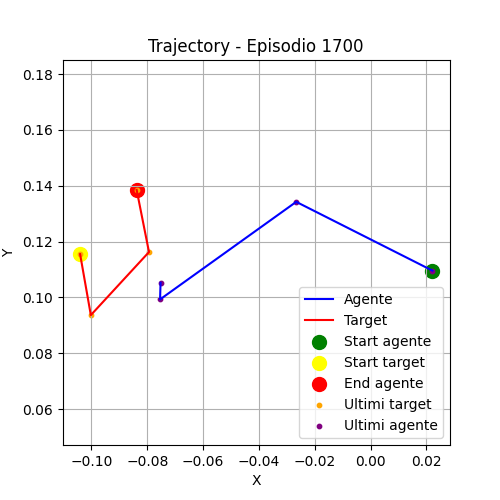 Trajectory - Episodio 1700
0.18
0.16
0.14
0.12
0.10
0.08
0.06
Y
−0.10
−0.08
−0.06
−0.04
−0.02
0.00
0.02
X
Agente
Target
Start agente
Start target
End agente
Ultimi target
Ultimi agente